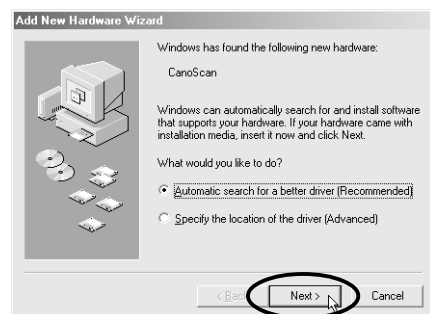 Add New Hardware Wizard
Windows has found the following new hardware:
CanoScan
Windows can automatically search for and install software
that supports your hardware. If your hardware came with
installation media, insert it now and click Next.
What would you like to do?
Automatic search for a better driver (Recommended)
Specify the location of the driver (Advanced)
< Back Next > Cancel